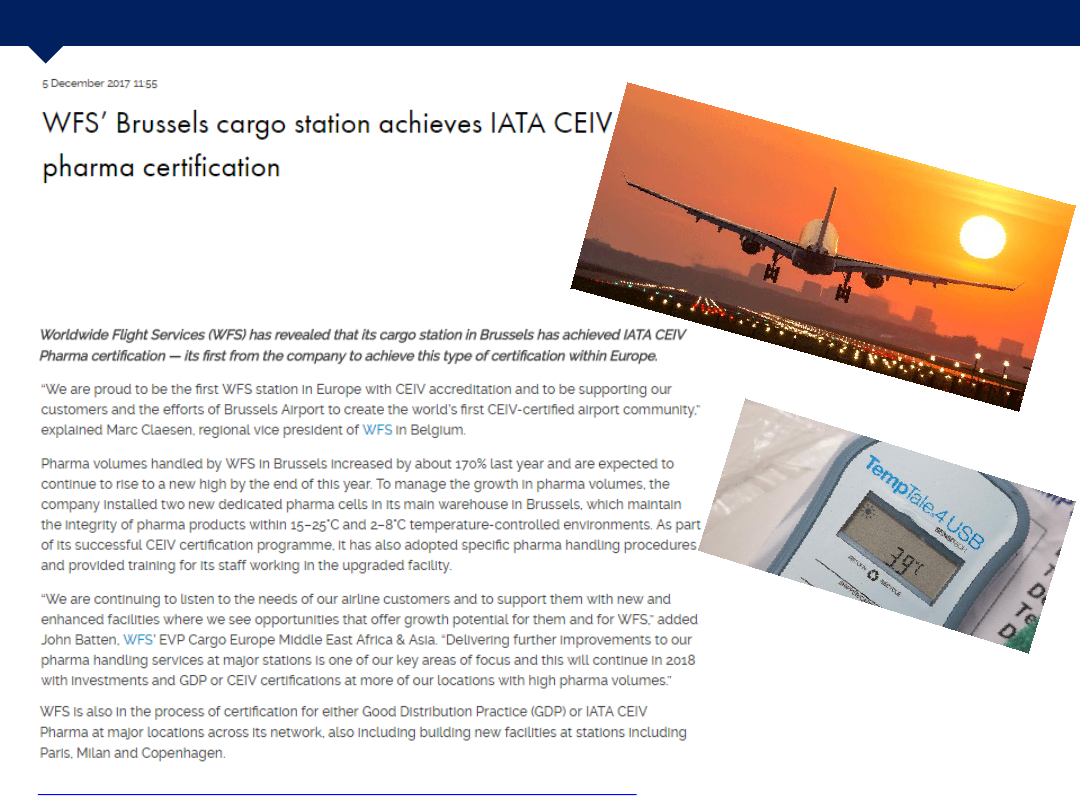 5 December 2017 11:55
WFS’ Brussels cargo station achieves IATA CEIV
pharma certification
Worldwide Flight Services (WFS) has revealed that its cargo station in Brussels has achieved IATA CEIV
Pharma certification — its first from the company to achieve this type of certification within Europe.
“We are proud to be the first WFS station in Europe with CEIV accreditation and to be supporting our
customers and the efforts of Brussels Airport to create the world’s first CEIV-certified airport community,”
explained Marc Claesen, regional vice president of WFS in Belgium.
Pharma volumes handled by WFS in Brussels increased by about 170% last year and are expected to
continue to rise to a new high by the end of this year. To manage the growth in pharma volumes, the
company installed two new dedicated pharma cells in its main warehouse in Brussels, which maintain
the integrity of pharma products within 15–25°C and 2–8°C temperature-controlled environments. As part
of its successful CEIV certification programme, it has also adopted specific pharma handling procedures
and provided training for its staff working in the upgraded facility.
“We are continuing to listen to the needs of our airline customers and to support them with new and
enhanced facilities where we see opportunities that offer growth potential for them and for WFS,” added
John Batten, WFS’ EVP Cargo Europe Middle East Africa & Asia. “Delivering further improvements to our
pharma handling services at major stations is one of our key areas of focus and this will continue in 2018
with investments and GDP or CEIV certifications at more of our locations with high pharma volumes.”
WFS is also in the process of certification for either Good Distribution Practice (GDP) or IATA CEIV
Pharma at major locations across its network, also including building new facilities at stations including
Paris, Milan and Copenhagen.
TempTale®4 USB
3.9°C
RETURN RECYCLE